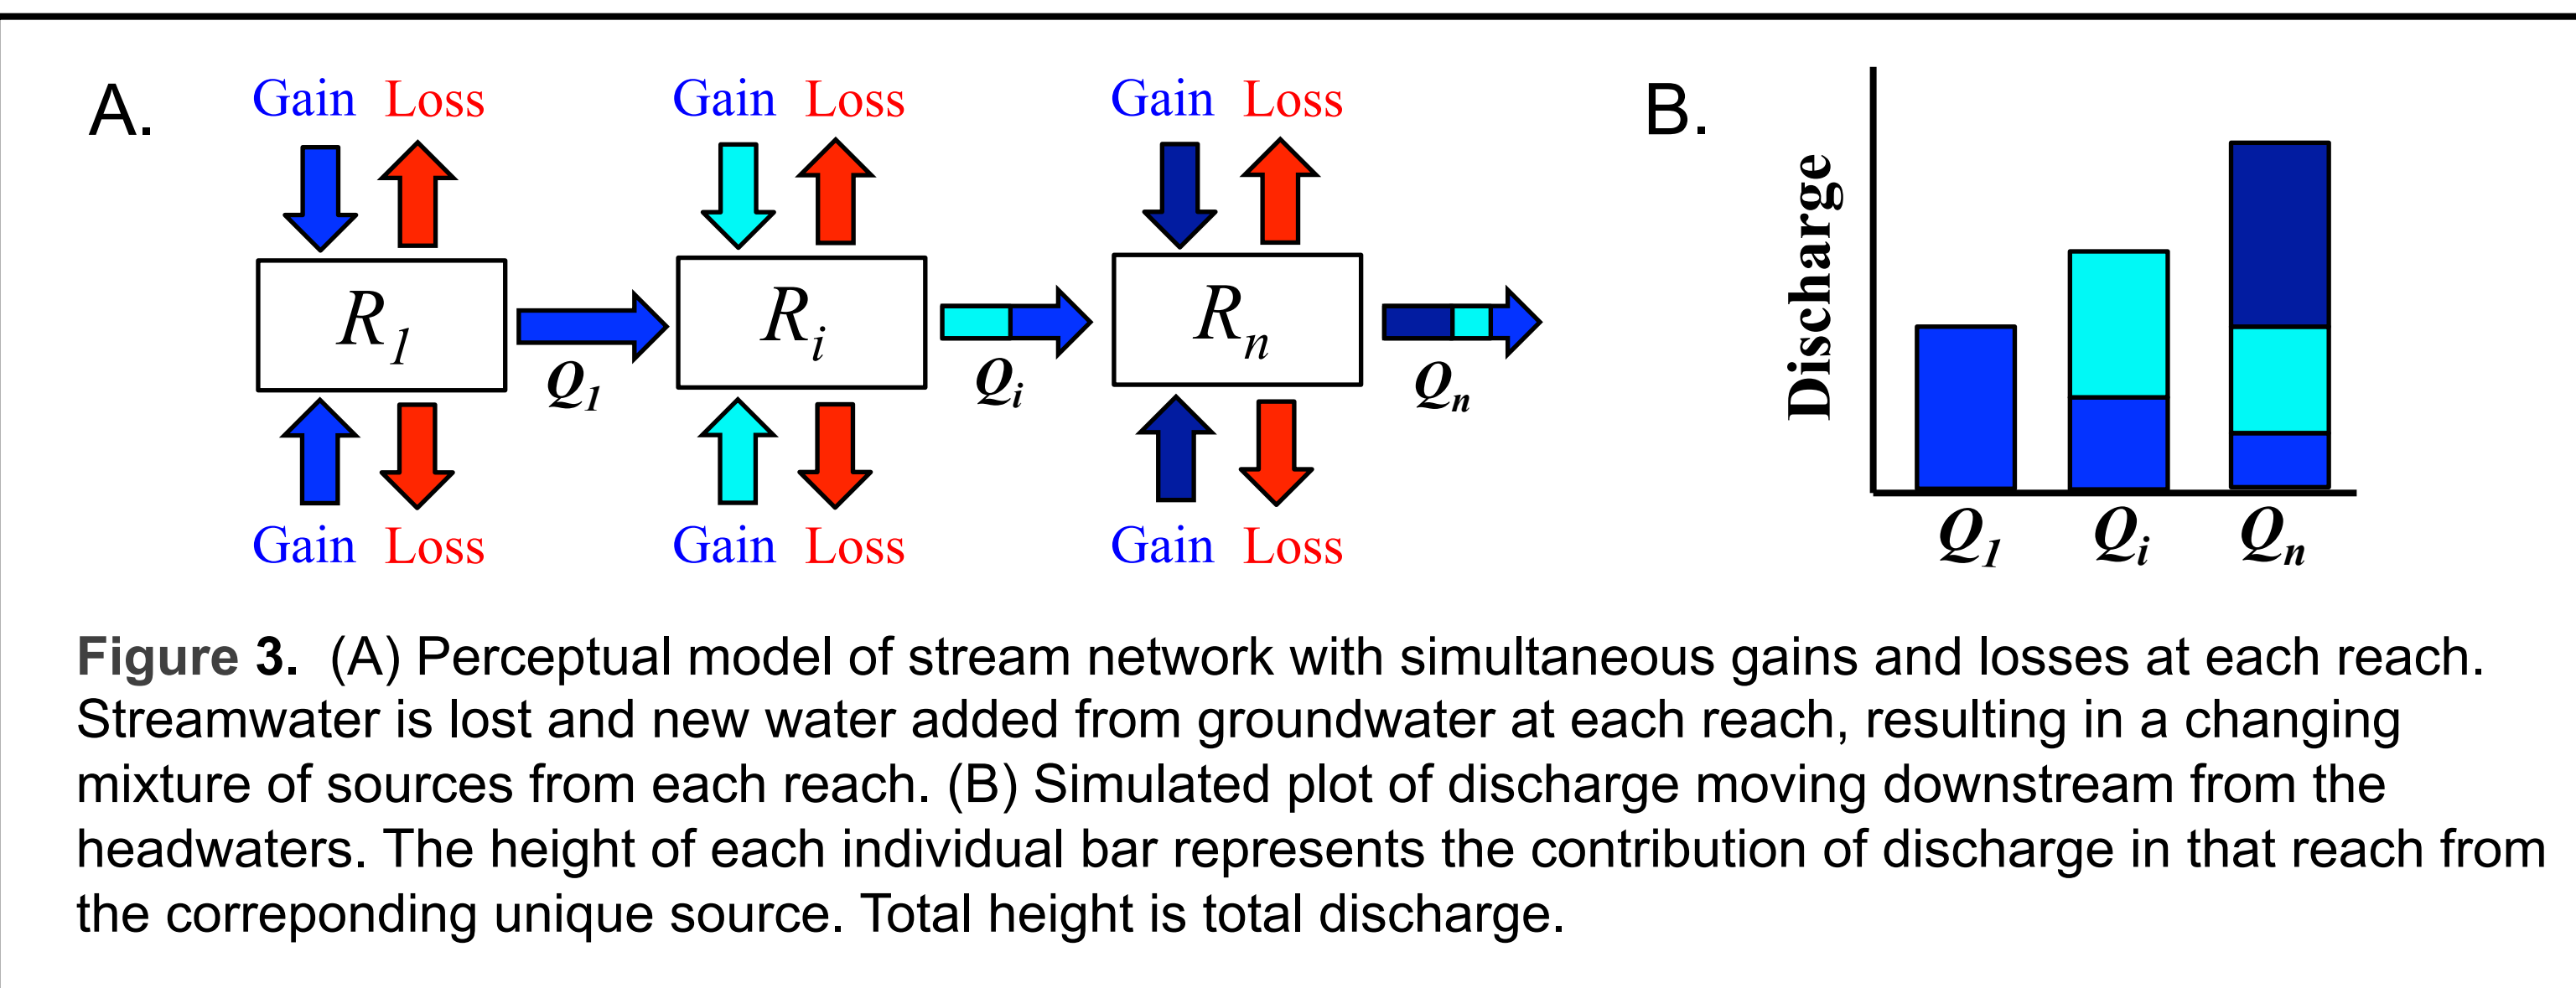 A.
Gain Loss Gain Loss Gain Loss
R1 Ri Rn
Q1 Qi Qn
Gain Loss Gain Loss Gain Loss
B.
Discharge
Q1 Qi Qn
Figure 3. (A) Perceptual model of stream network with simultaneous gains and losses at each reach.
Streamwater is lost and new water added from groundwater at each reach, resulting in a changing
mixture of sources from each reach. (B) Simulated plot of discharge moving downstream from the
headwaters. The height of each individual bar represents the contribution of discharge in that reach from
the correponding unique source. Total height is total discharge.